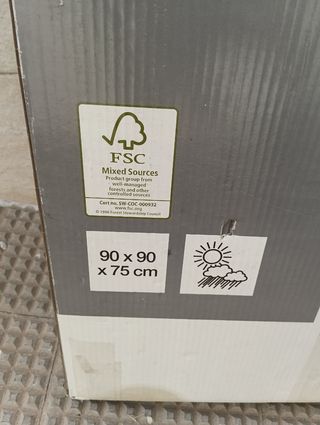 FSC
Mixed Sources
Product group from
well-managed
forests and other
controlled sources
Cert no. SW-COC-000932
www.fsc.org
© 1996 Forest Stewardship Council
90 x 90
x 75 cm